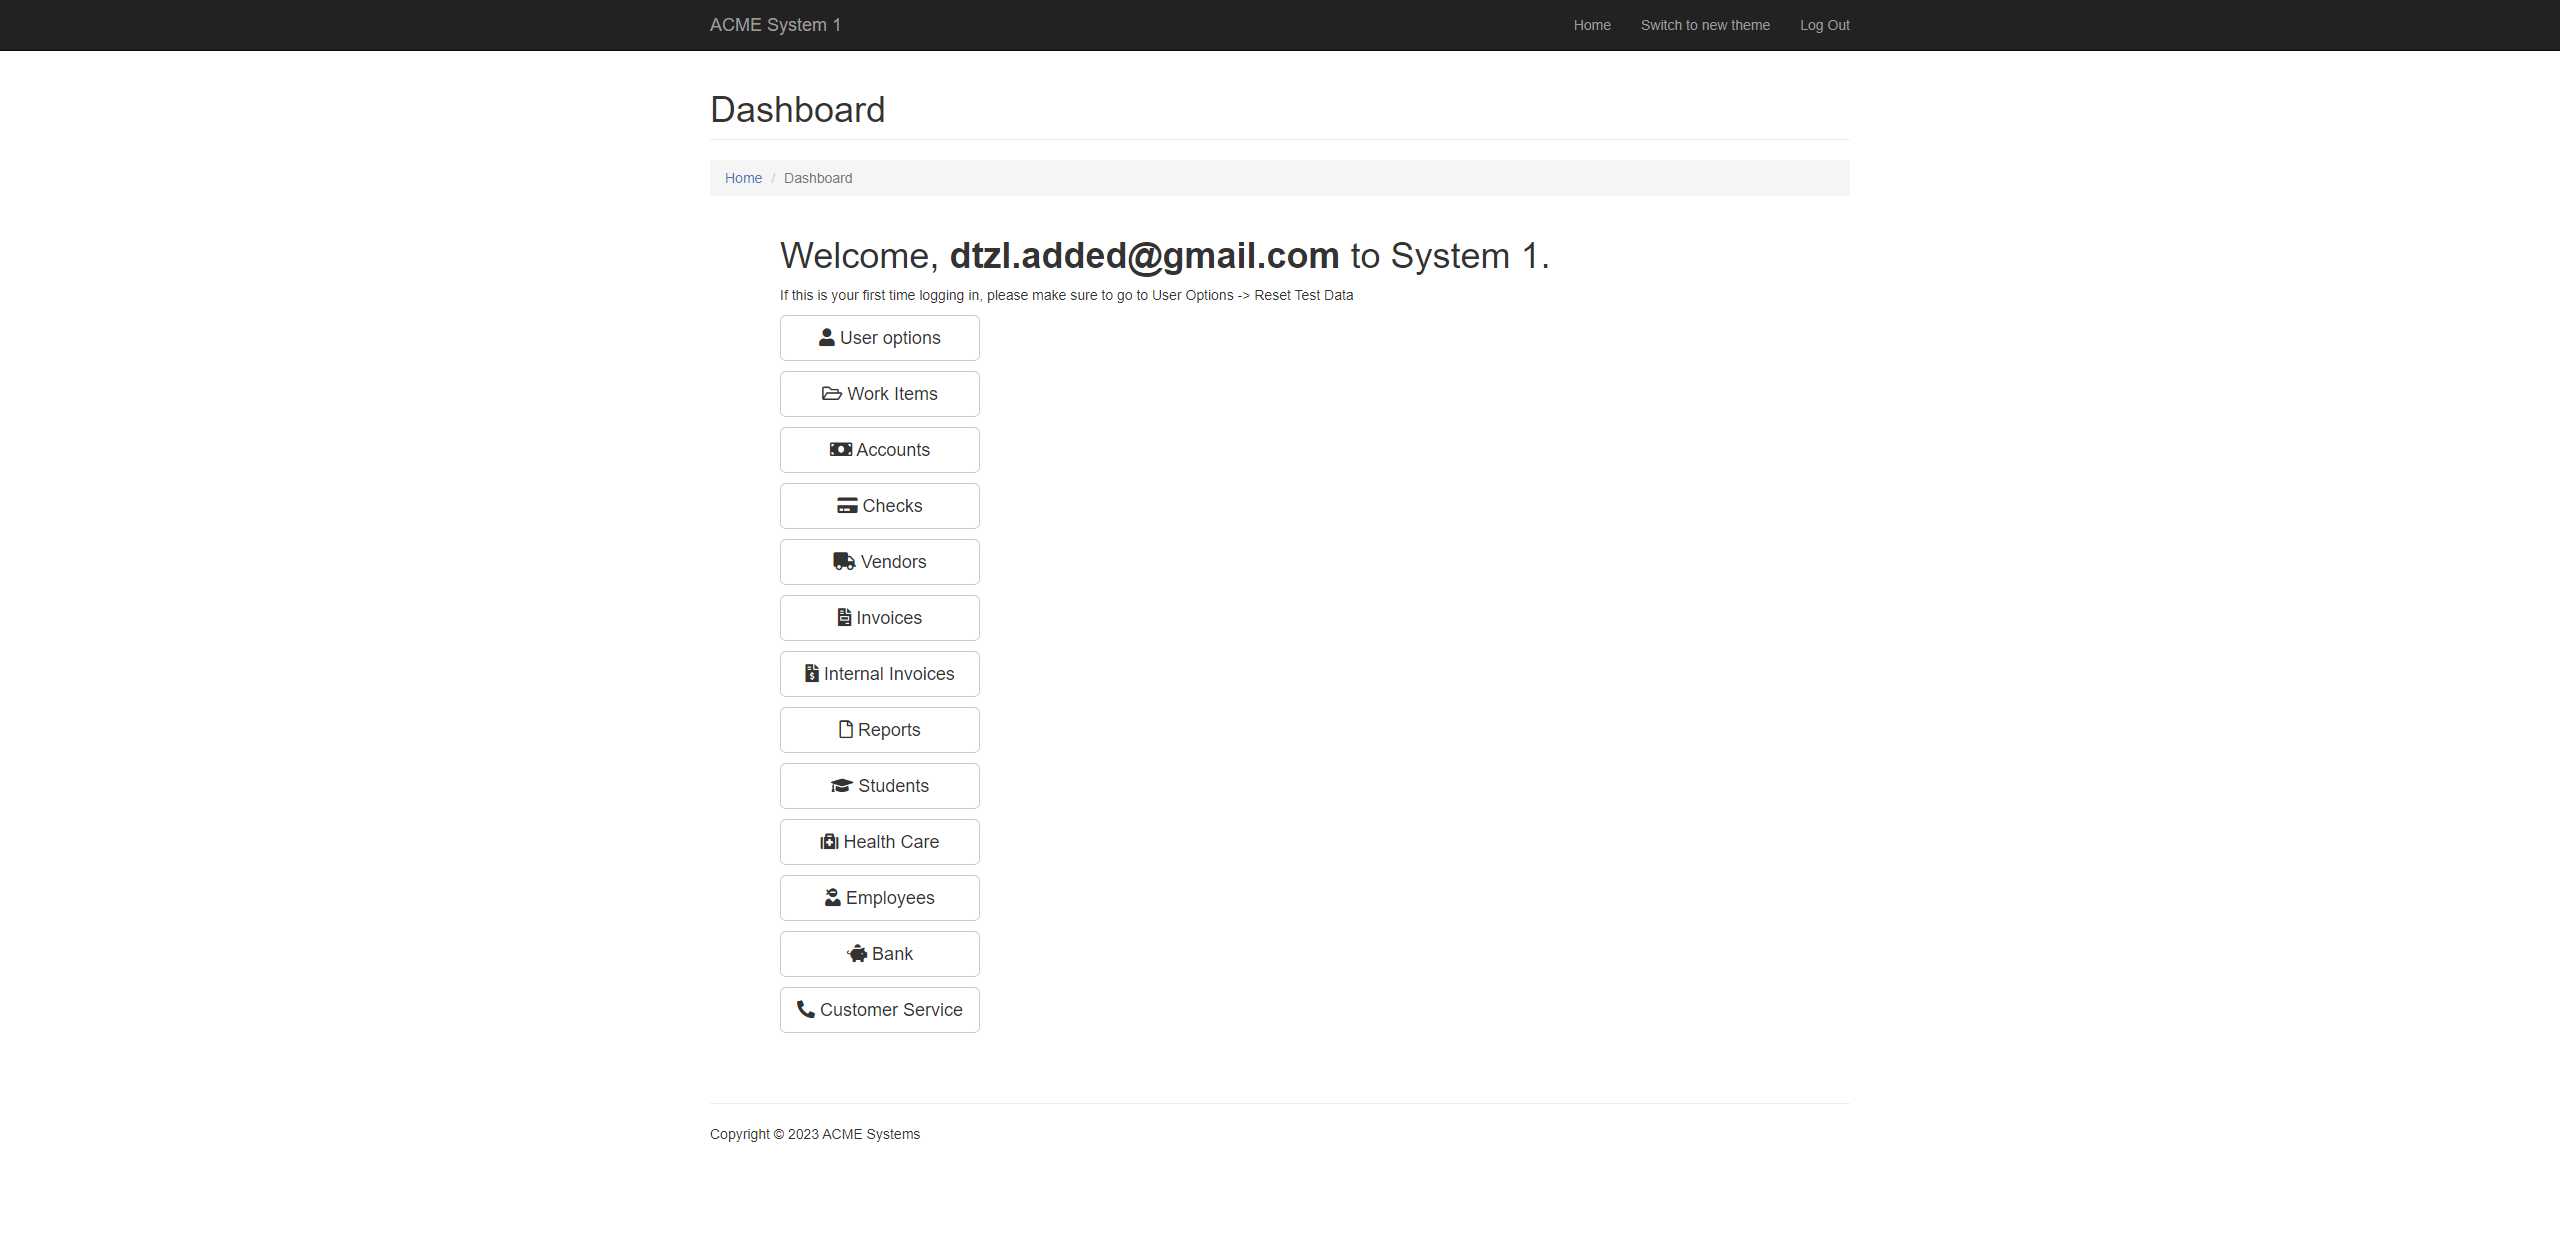 ACME System 1
Home Switch to new theme Log Out
Dashboard
Home / Dashboard
Welcome, dtzl.added@gmail.com to System 1.
If this is your first time logging in, please make sure to go to User Options -> Reset Test Data
User options
Work Items
Accounts
Checks
Vendors
Invoices
Internal Invoices
Reports
Students
Health Care
Employees
Bank
Customer Service
Copyright © 2023 ACME Systems